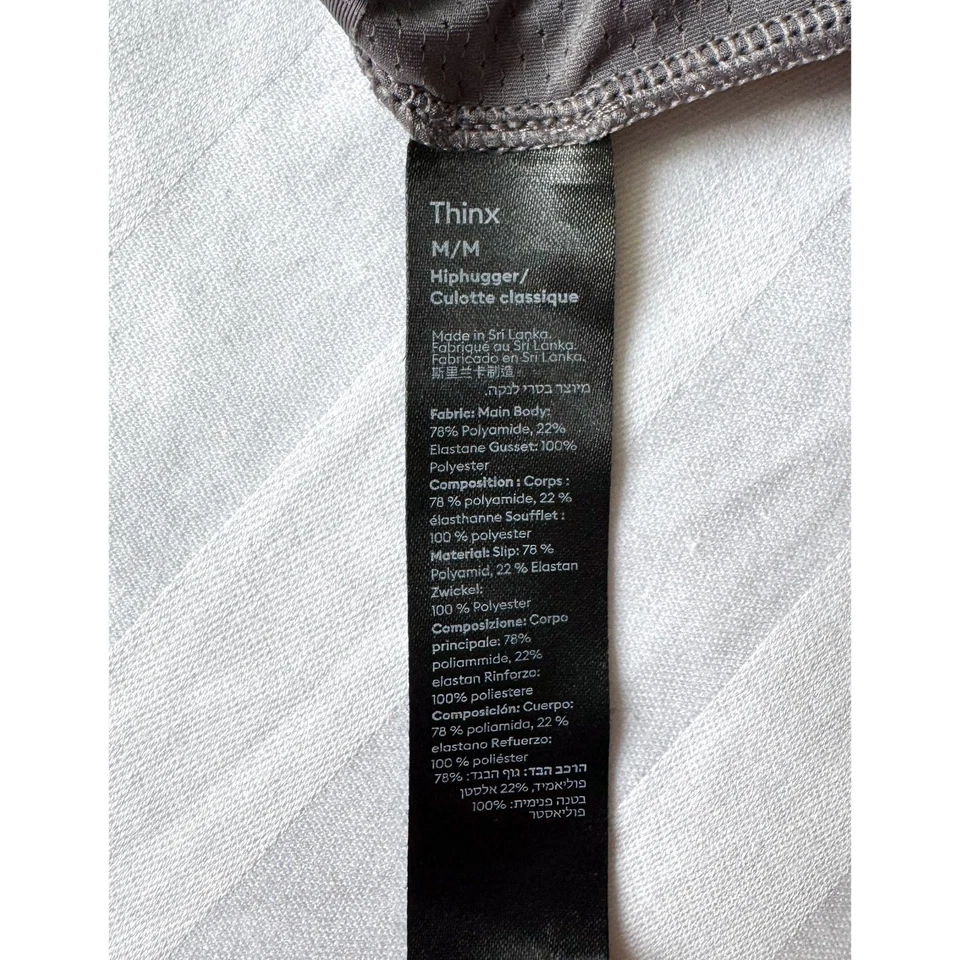 Thinx
M/M
Hiphugger/
Culotte classique
Made in Sri Lanka.
Fabriqué au Sri Lanka.
Fabricado en Sri Lanka.
斯里兰卡制造。
מיוצר בסרי לנקה.
Fabric: Main Body:
78% Polyamide, 22%
Elastane Gusset: 100%
Polyester
Composition : Corps :
78 % polyamide, 22 %
élasthanne Soufflet :
100 % polyester
Material: Slip: 78 %
Polyamid, 22 % Elastan
Zwickel:
100 % Polyester
Composizione: Corpo
principale: 78%
poliammide, 22%
elastan Rinforzo:
100% poliestere
Composición: Cuerpo:
78 % poliamida, 22 %
elastano Refuerzo:
100 % poliéster
הרכב הבד: גוף הבגד: 78%
פוליאמיד, 22% אלסטן
בטנה פנימית: 100%
פוליאסטר